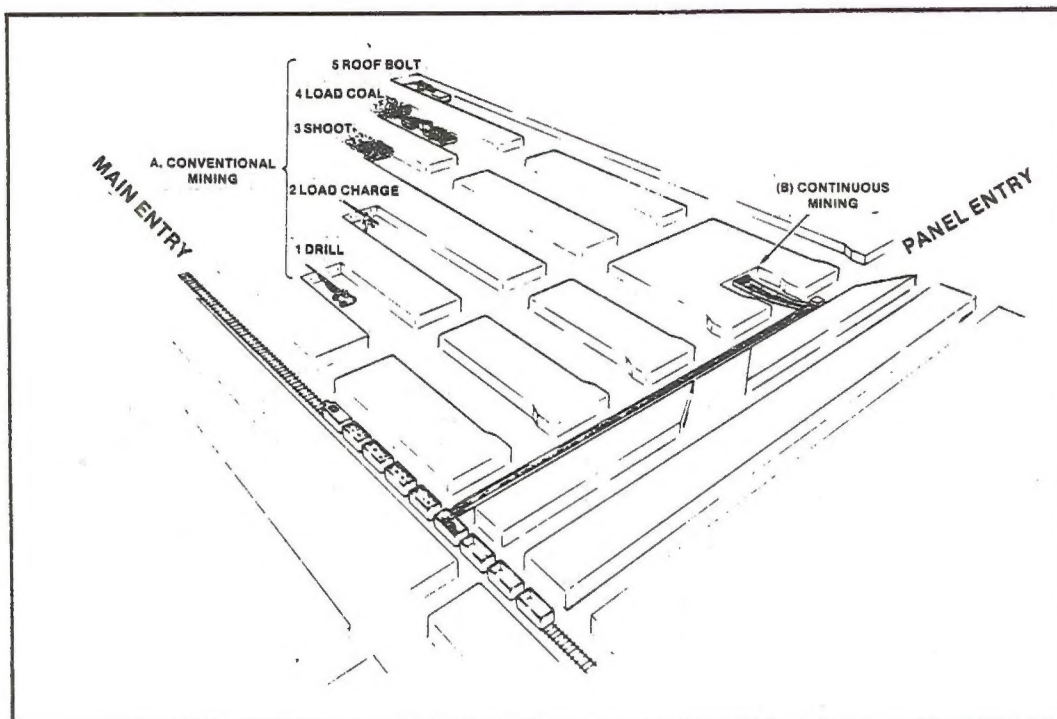 5 ROOF BOLT
4 LOAD COAL
3 SHOOT
A. CONVENTIONAL
MINING
2 LOAD CHARGE
1 DRILL
MAIN ENTRY
(B) CONTINUOUS
MINING
PANEL ENTRY